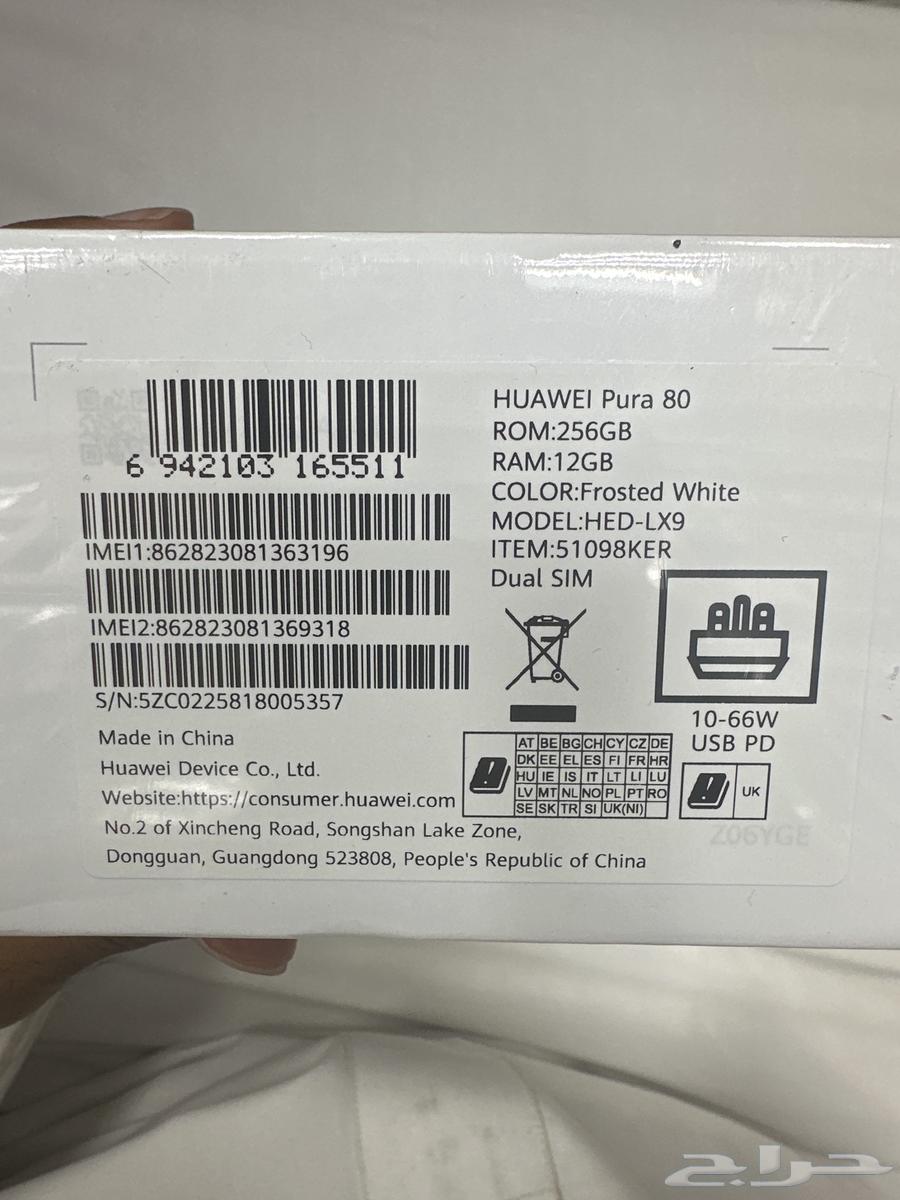 6 942103 165511
IMEI1:862823081363196
IMEI2:862823081369318
S/N:5ZC0225818005357
HUAWEI Pura 80
ROM:256GB
RAM:12GB
COLOR:Frosted White
MODEL:HED-LX9
ITEM:51098KER
Dual SIM
10-66W
USB PD
AT BE BG CH CY CZ DE
DK EE EL ES FI FR HR
HU IE IS IT LT LI LU
LV MT NL NO PL PT RO
SE SK TR SI UK(NI)
UK
Z06YGE
Made in China
Huawei Device Co., Ltd.
Website:https://consumer.huawei.com
No.2 of Xincheng Road, Songshan Lake Zone,
Dongguan, Guangdong 523808, People's Republic of China
حراج